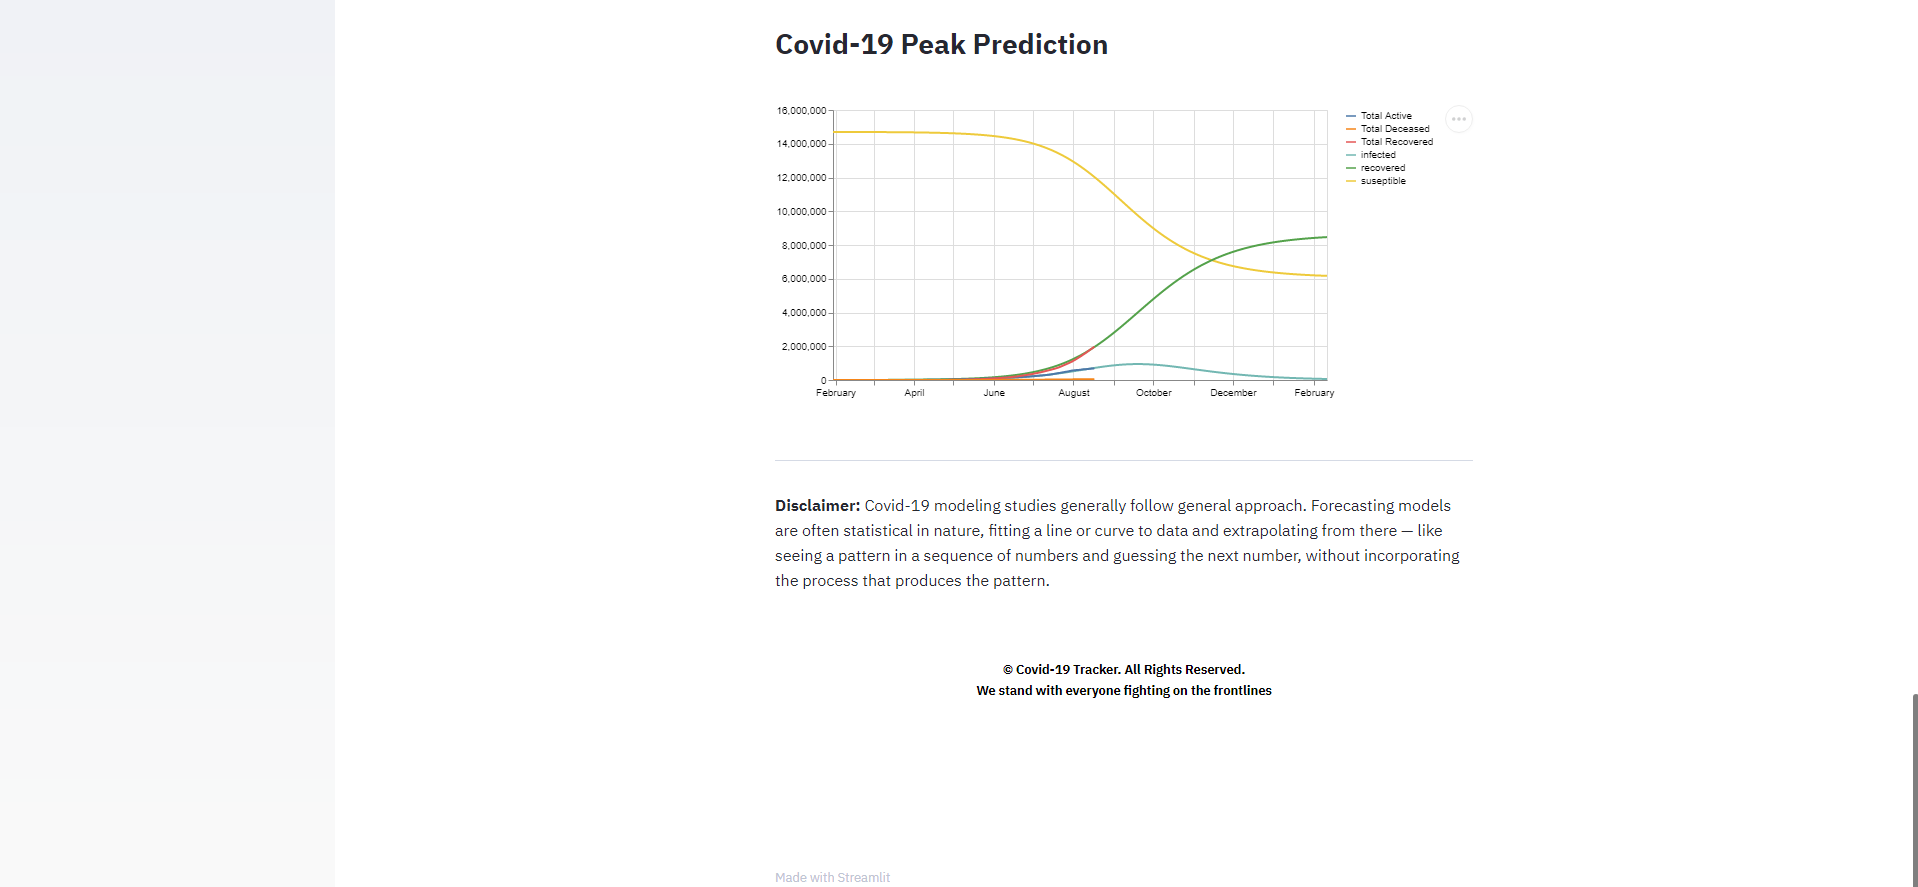 Covid-19 Peak Prediction
16,000,000
14,000,000
12,000,000
10,000,000
8,000,000
6,000,000
4,000,000
2,000,000
0
February April June August October December February
Total Active
Total Deceased
Total Recovered
infected
recovered
suseptible
Disclaimer: Covid-19 modeling studies generally follow general approach. Forecasting models
are often statistical in nature, fitting a line or curve to data and extrapolating from there — like
seeing a pattern in a sequence of numbers and guessing the next number, without incorporating
the process that produces the pattern.
© Covid-19 Tracker. All Rights Reserved.
We stand with everyone fighting on the frontlines
Made with Streamlit